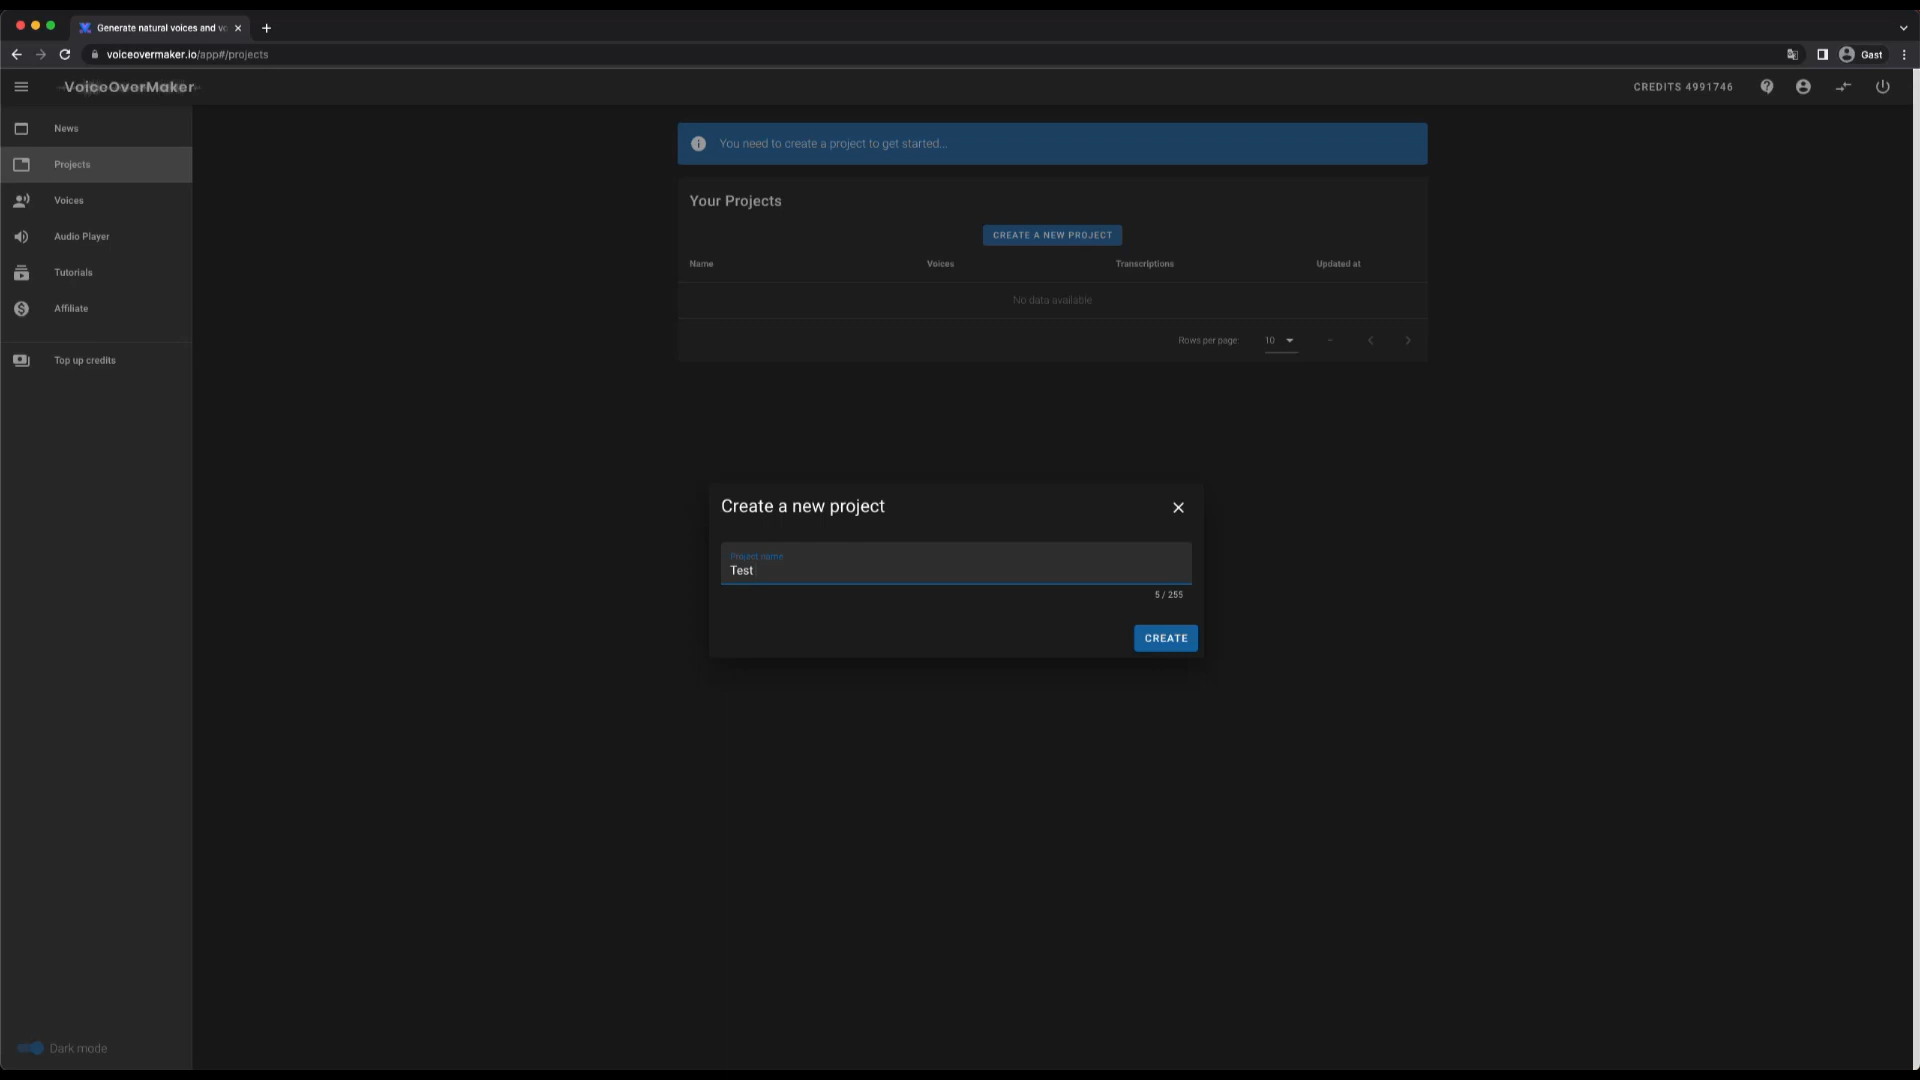 Generate natural voices and vo
voiceovermaker.io/app#/projects
Gast
VoiceOverMaker
CREDITS 4991746
News
Projects
Voices
Audio Player
Tutorials
Affiliate
Top up credits
Dark mode
You need to create a project to get started...
Your Projects
CREATE A NEW PROJECT
Name Voices Transcriptions Updated at
No data available
Rows per page: 10 –
Create a new project
Project name
Test
5 / 255
CREATE